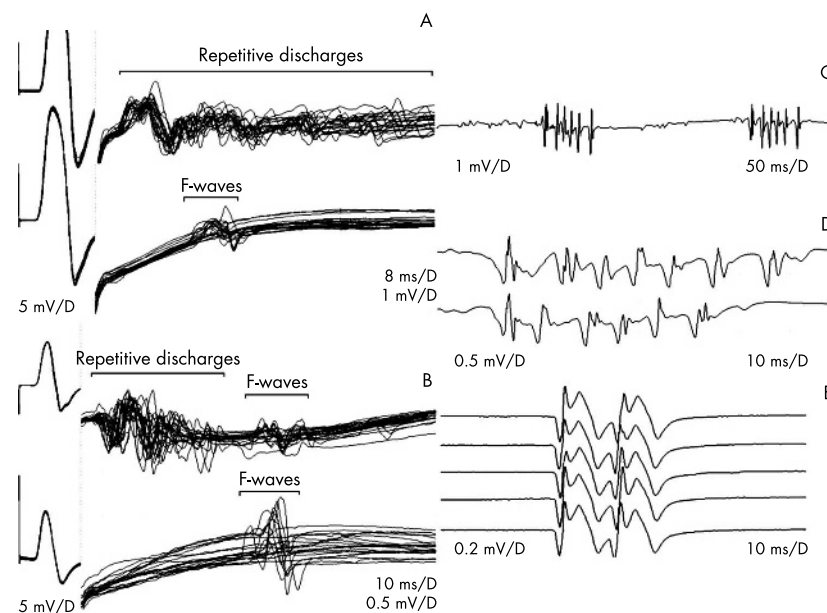 A
Repetitive discharges
F-waves
8 ms/D
1 mV/D
5 mV/D
Repetitive discharges
B
F-waves
F-waves
10 ms/D
0.5 mV/D
5 mV/D
1 mV/D
50 ms/D
0.5 mV/D
10 ms/D
0.2 mV/D
10 ms/D